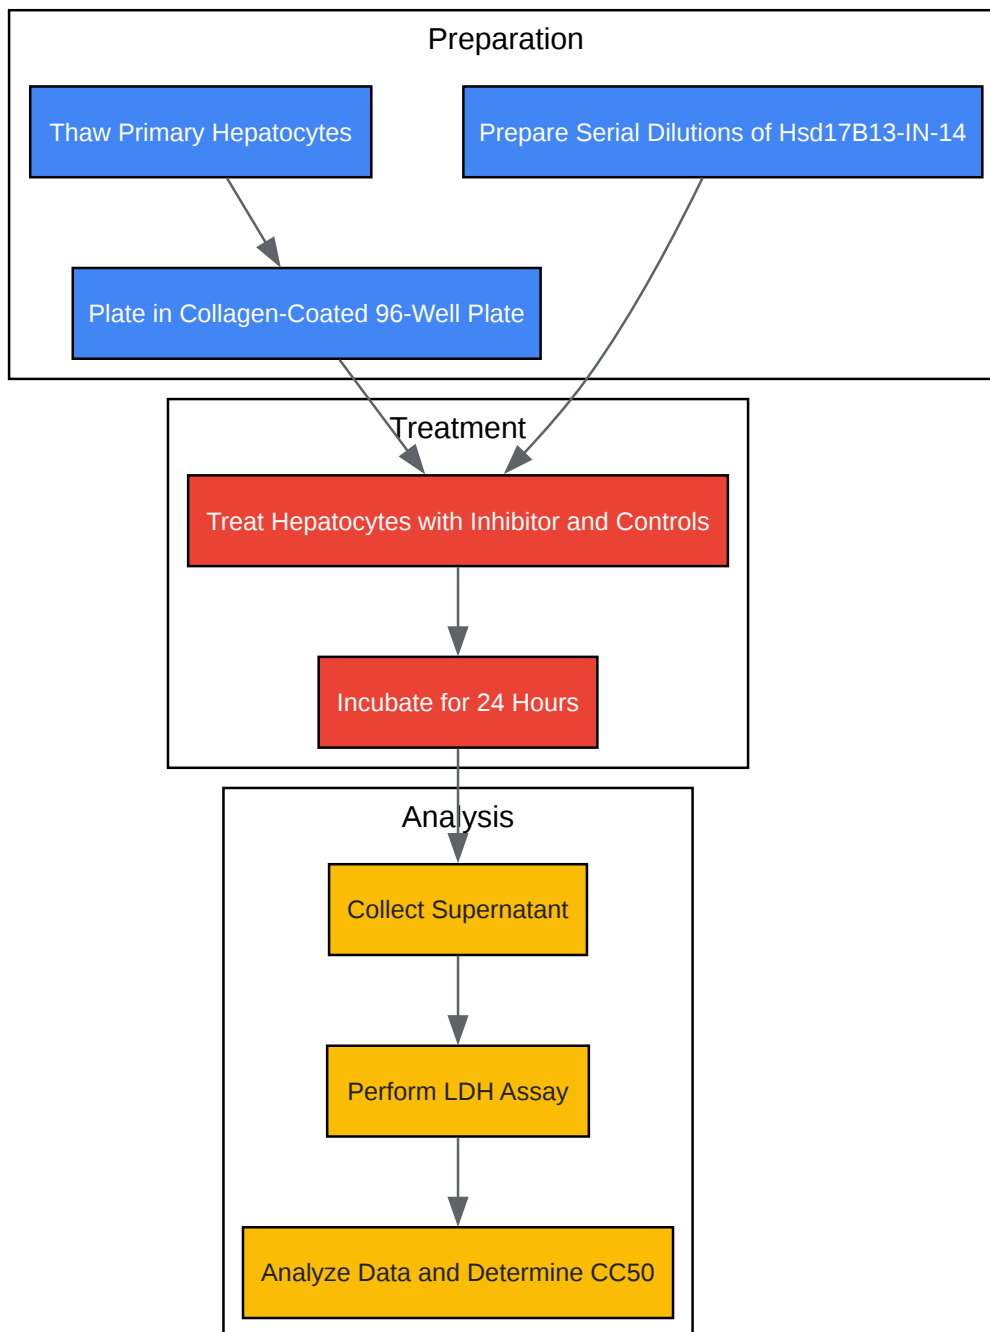 Preparation
Thaw Primary Hepatocytes
Prepare Serial Dilutions of Hsd17B13-IN-14
Plate in Collagen-Coated 96-Well Plate
Treatment
Treat Hepatocytes with Inhibitor and Controls
Incubate for 24 Hours
Analysis
Collect Supernatant
Perform LDH Assay
Analyze Data and Determine CC50